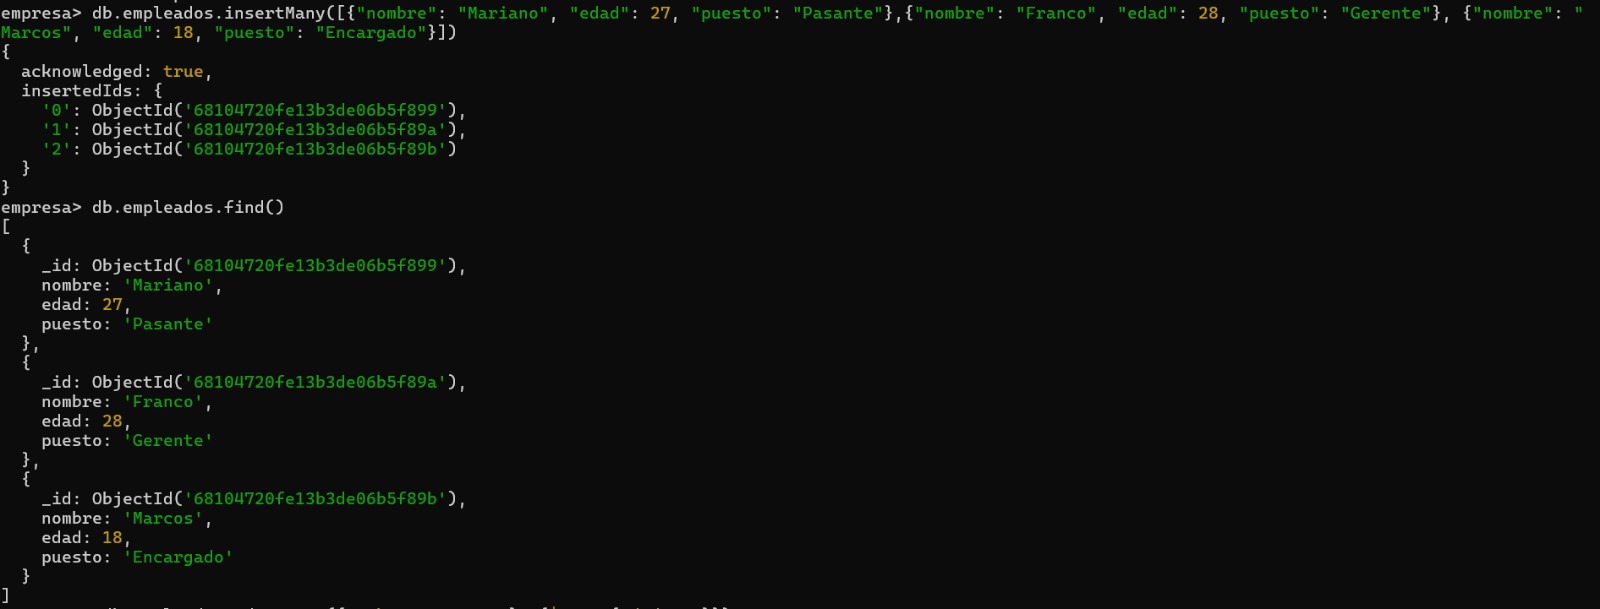 empresa> db.empleados.insertMany([{"nombre": "Mariano", "edad": 27, "puesto": "Pasante"},{"nombre": "Franco", "edad": 28, "puesto": "Gerente"}, {"nombre": "
Marcos", "edad": 18, "puesto": "Encargado"}])
{
  acknowledged: true,
  insertedIds: {
    '0': ObjectId('68104720fe13b3de06b5f899'),
    '1': ObjectId('68104720fe13b3de06b5f89a'),
    '2': ObjectId('68104720fe13b3de06b5f89b')
  }
}
empresa> db.empleados.find()
[
  {
    _id: ObjectId('68104720fe13b3de06b5f899'),
    nombre: 'Mariano',
    edad: 27,
    puesto: 'Pasante'
  },
  {
    _id: ObjectId('68104720fe13b3de06b5f89a'),
    nombre: 'Franco',
    edad: 28,
    puesto: 'Gerente'
  },
  {
    _id: ObjectId('68104720fe13b3de06b5f89b'),
    nombre: 'Marcos',
    edad: 18,
    puesto: 'Encargado'
  }
]